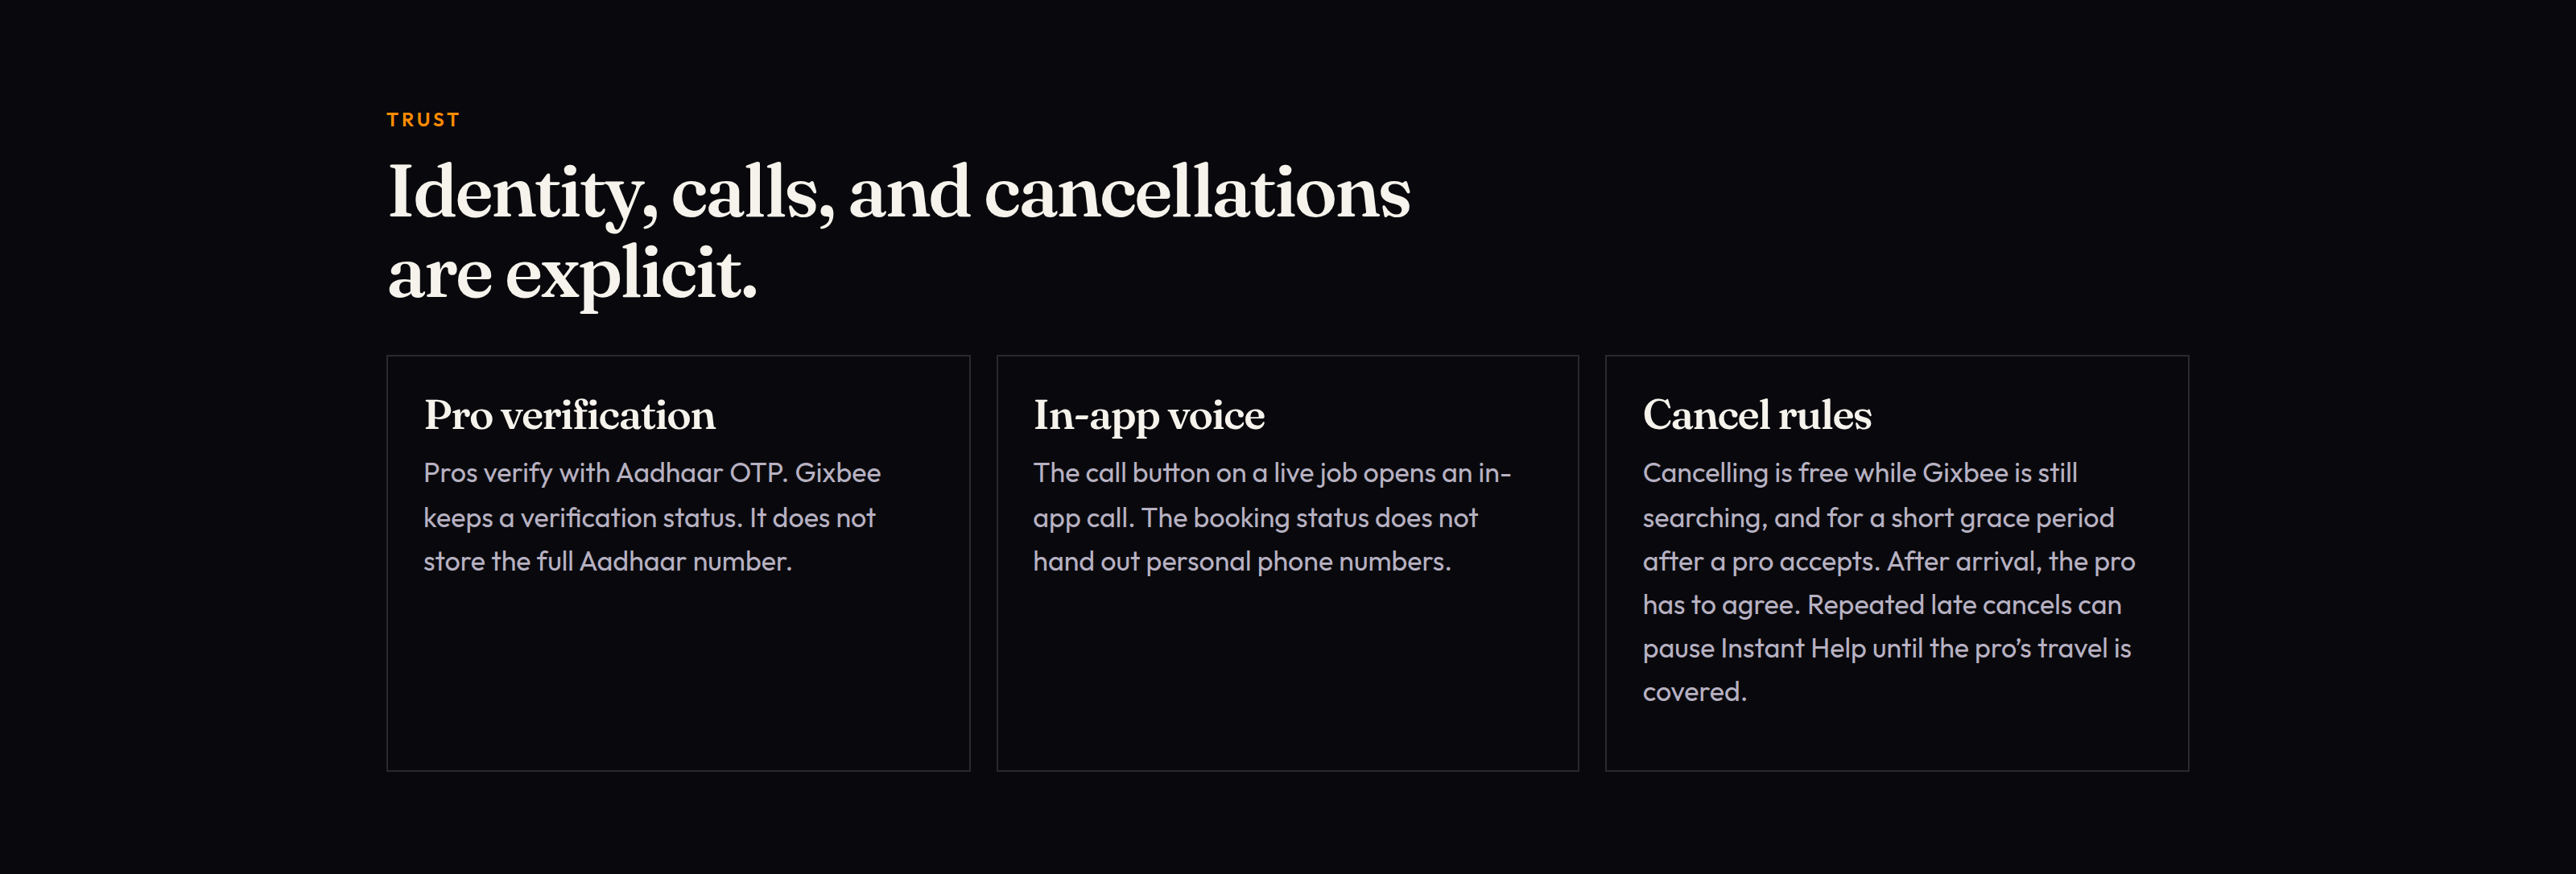 TRUST
Identity, calls, and cancellations
are explicit.
Pro verification
Pros verify with Aadhaar OTP. Gixbee
keeps a verification status. It does not
store the full Aadhaar number.
In-app voice
The call button on a live job opens an in-
app call. The booking status does not
hand out personal phone numbers.
Cancel rules
Cancelling is free while Gixbee is still
searching, and for a short grace period
after a pro accepts. After arrival, the pro
has to agree. Repeated late cancels can
pause Instant Help until the pro’s travel is
covered.